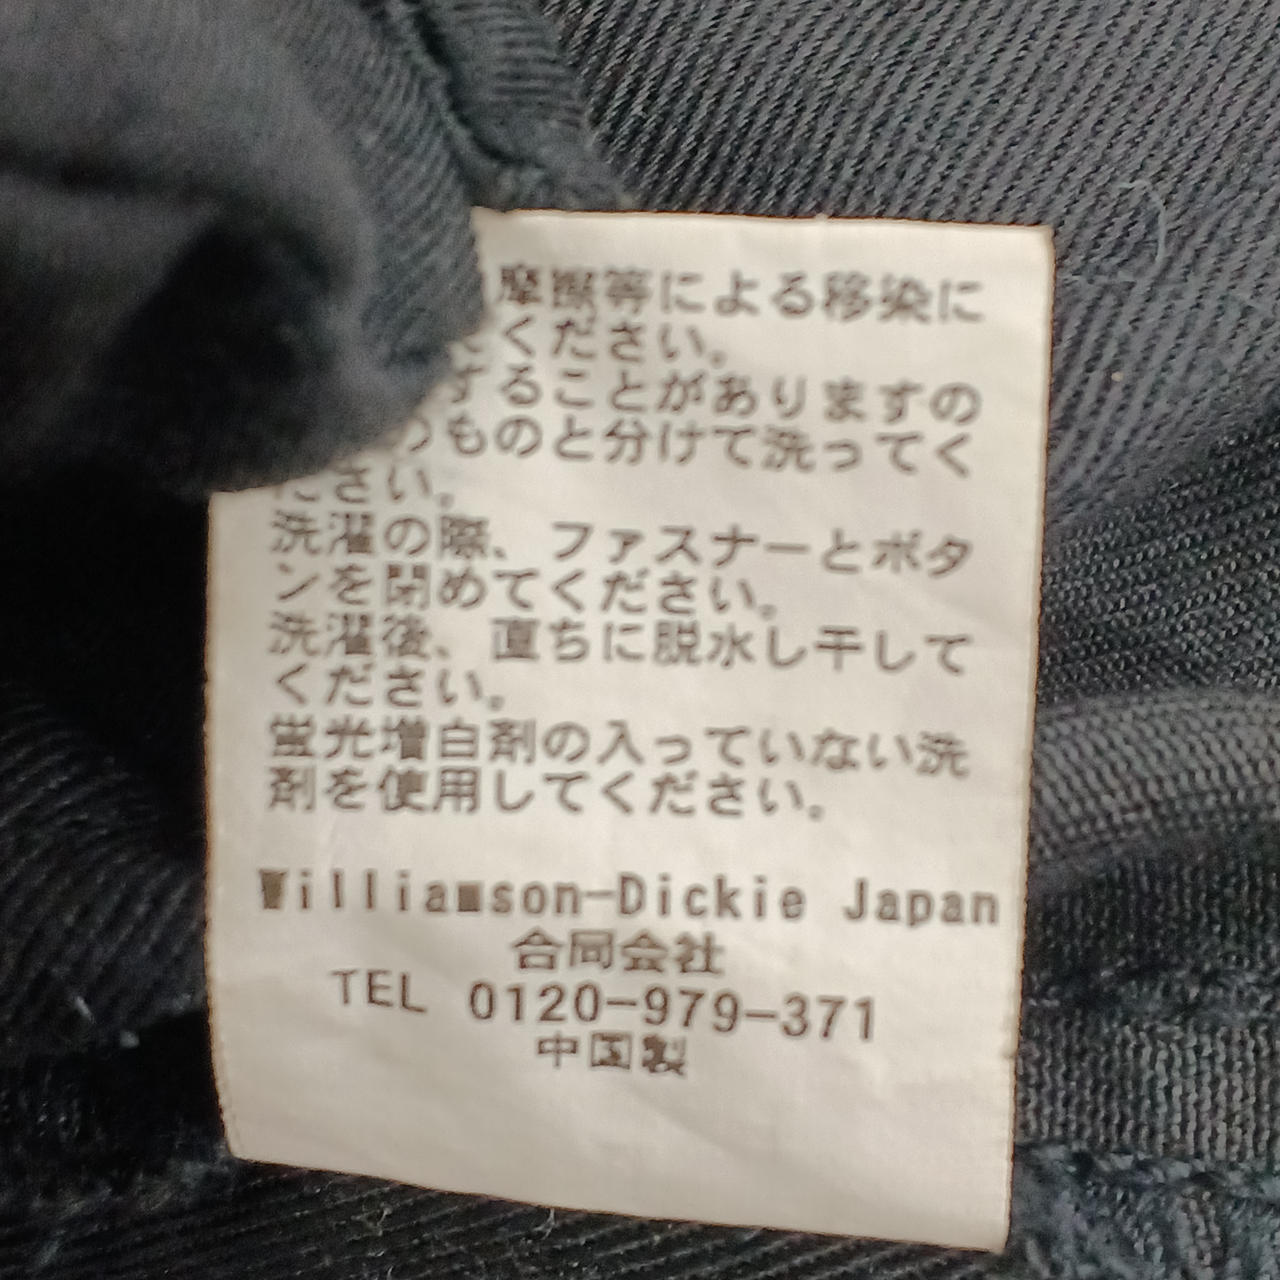 摩擦等による移染に
ください。
することがありますの
のものと分けて洗ってく
ださい。
洗濯の際、ファスナーとボタ
ンを閉めてください。
洗濯後、直ちに脱水し干して
ください。
蛍光増白剤の入っていない洗
剤を使用してください。
Williamson-Dickie Japan
合同会社
TEL 0120-979-371
中国製